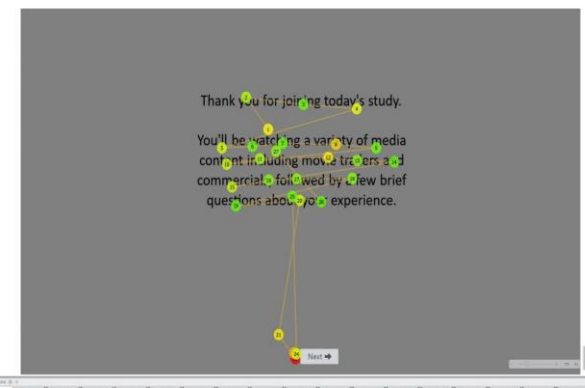 Thank you for joining today's study.
You'll be watching a variety of media
content including movie trailers and
commercials followed by a few brief
questions about your experience.
Next